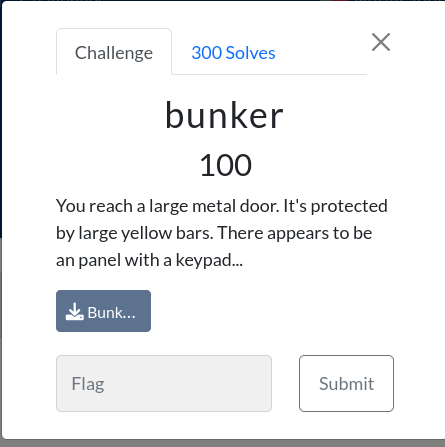 Challenge
300 Solves
bunker
100
You reach a large metal door. It's protected
by large yellow bars. There appears to be
an panel with a keypad...
Bunk...
Flag
Submit